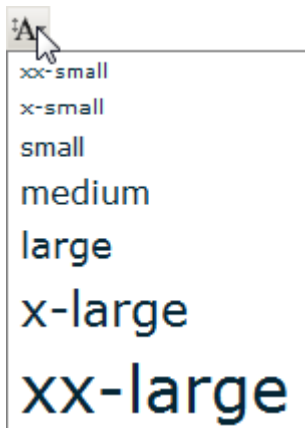 A
xx-small
x-small
small
medium
large
x-large
xx-large